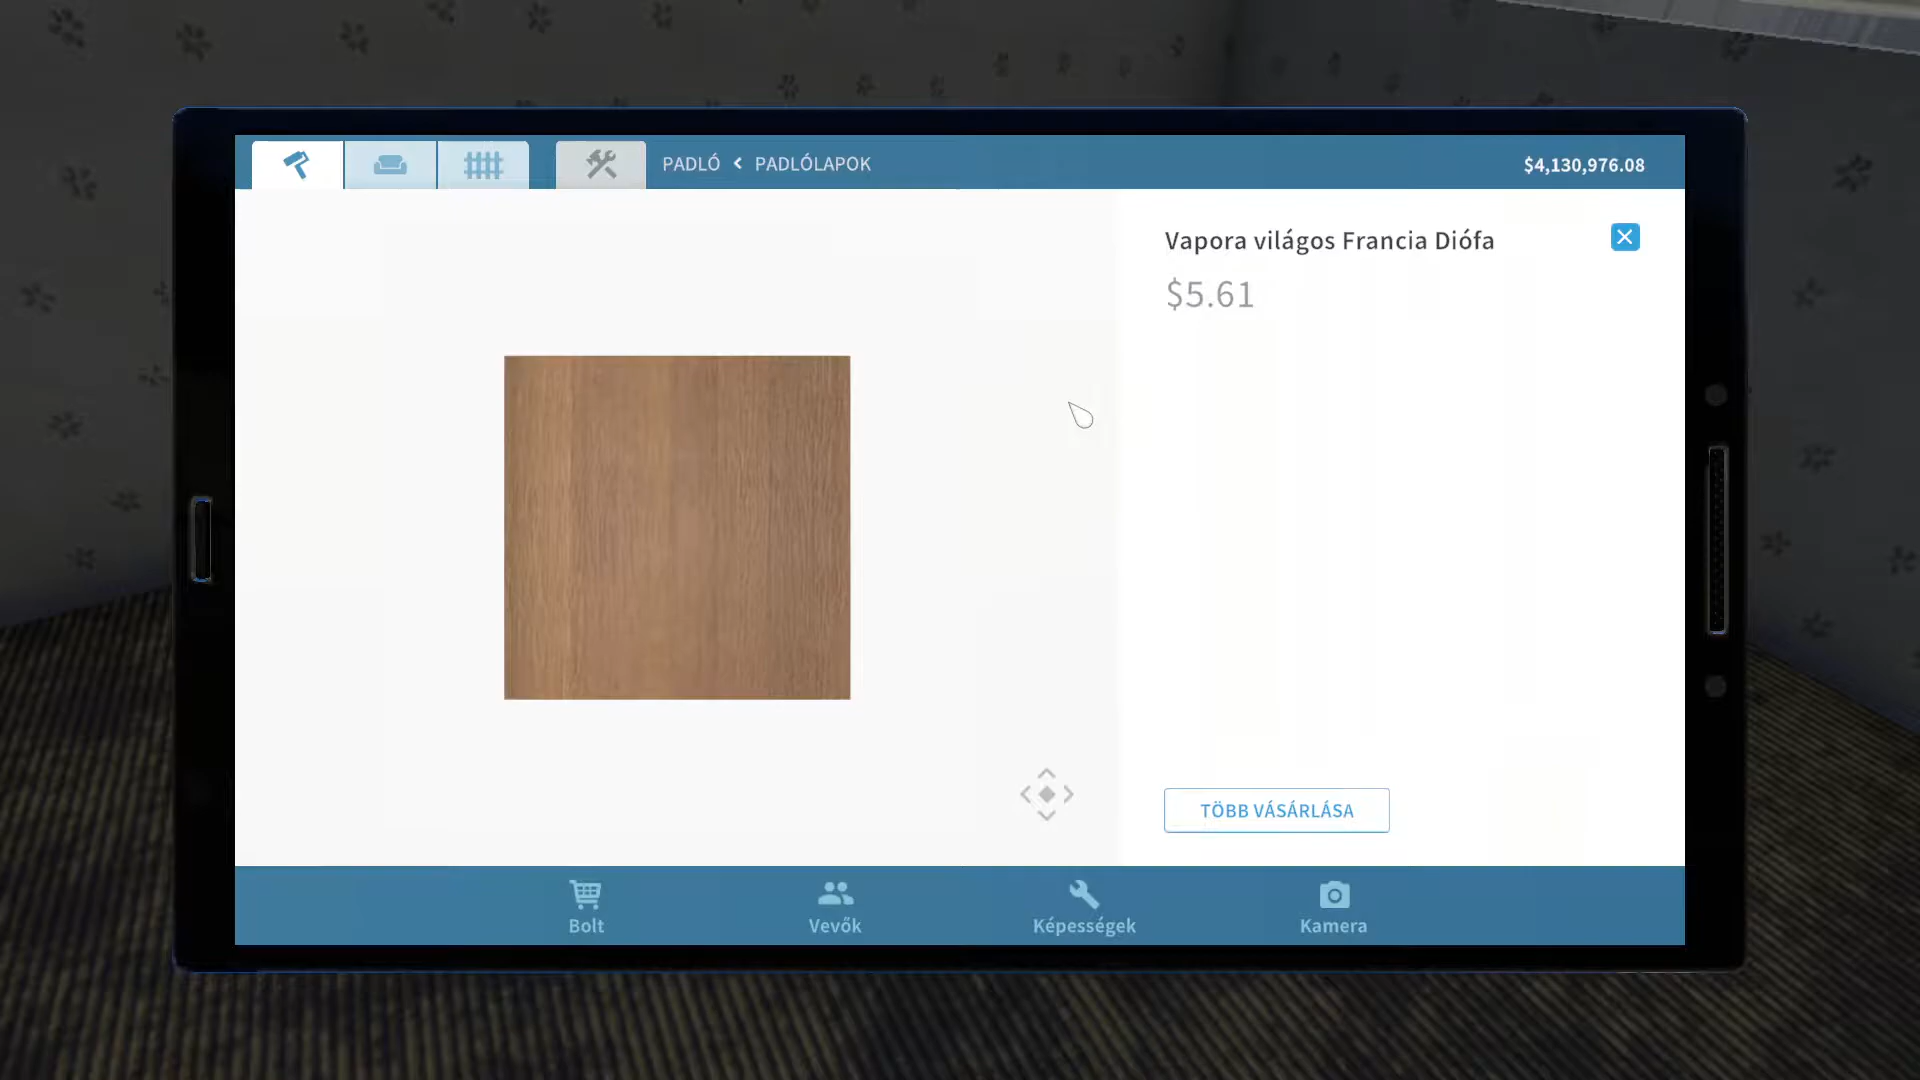 PADLÓ < PADLÓLAPOK
$4,130,976.08
Vapora világos Francia Diófa
$5.61
TÖBB VÁSÁRLÁSA
Bolt
Vevők
Képességek
Kamera